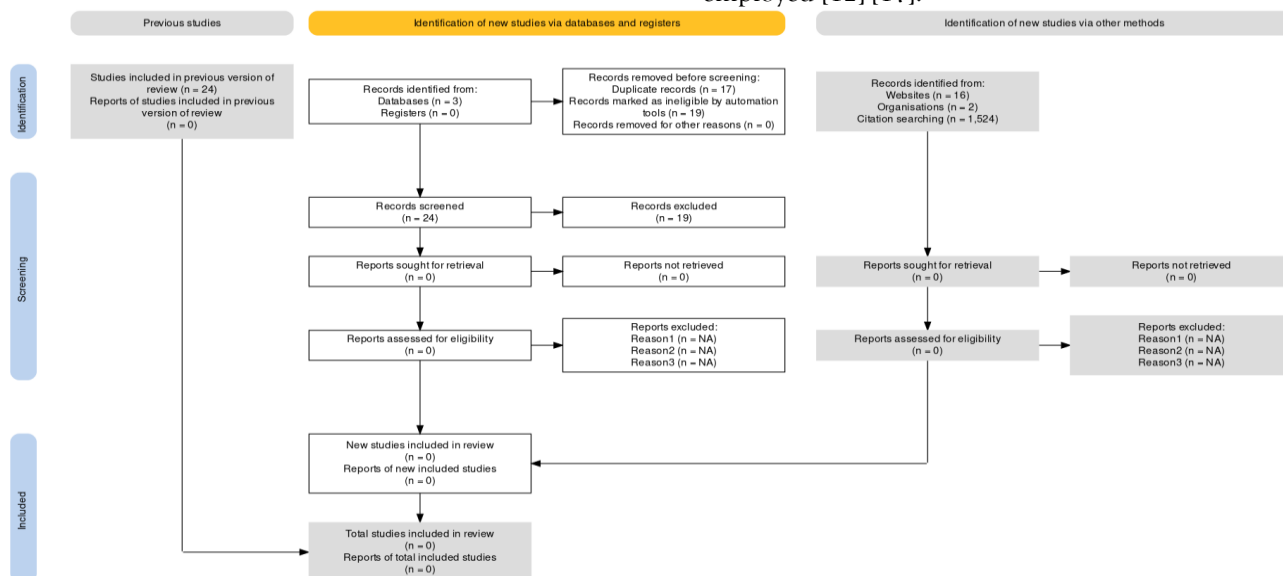 Previous studies
Identification of new studies via databases and registers
Identification of new studies via other methods
Identification
Studies included in previous version of
review (n = 24)
Reports of studies included in previous
version of review
(n = 0)
Records identified from:
Databases (n = 3)
Registers (n = 0)
Records removed before screening:
Duplicate records (n = 17)
Records marked as ineligible by automation
tools (n = 19)
Records removed for other reasons (n = 0)
Records identified from:
Websites (n = 16)
Organisations (n = 2)
Citation searching (n = 1,524)
Screening
Records screened
(n = 24)
Records excluded
(n = 19)
Reports sought for retrieval
(n = 0)
Reports not retrieved
(n = 0)
Reports sought for retrieval
(n = 0)
Reports not retrieved
(n = 0)
Reports assessed for eligibility
(n = 0)
Reports excluded:
Reason1 (n = NA)
Reason2 (n = NA)
Reason3 (n = NA)
Reports assessed for eligibility
(n = 0)
Reports excluded:
Reason1 (n = NA)
Reason2 (n = NA)
Reason3 (n = NA)
Included
New studies included in review
(n = 0)
Reports of new included studies
(n = 0)
Total studies included in review
(n = 0)
Reports of total included studies
(n = 0)